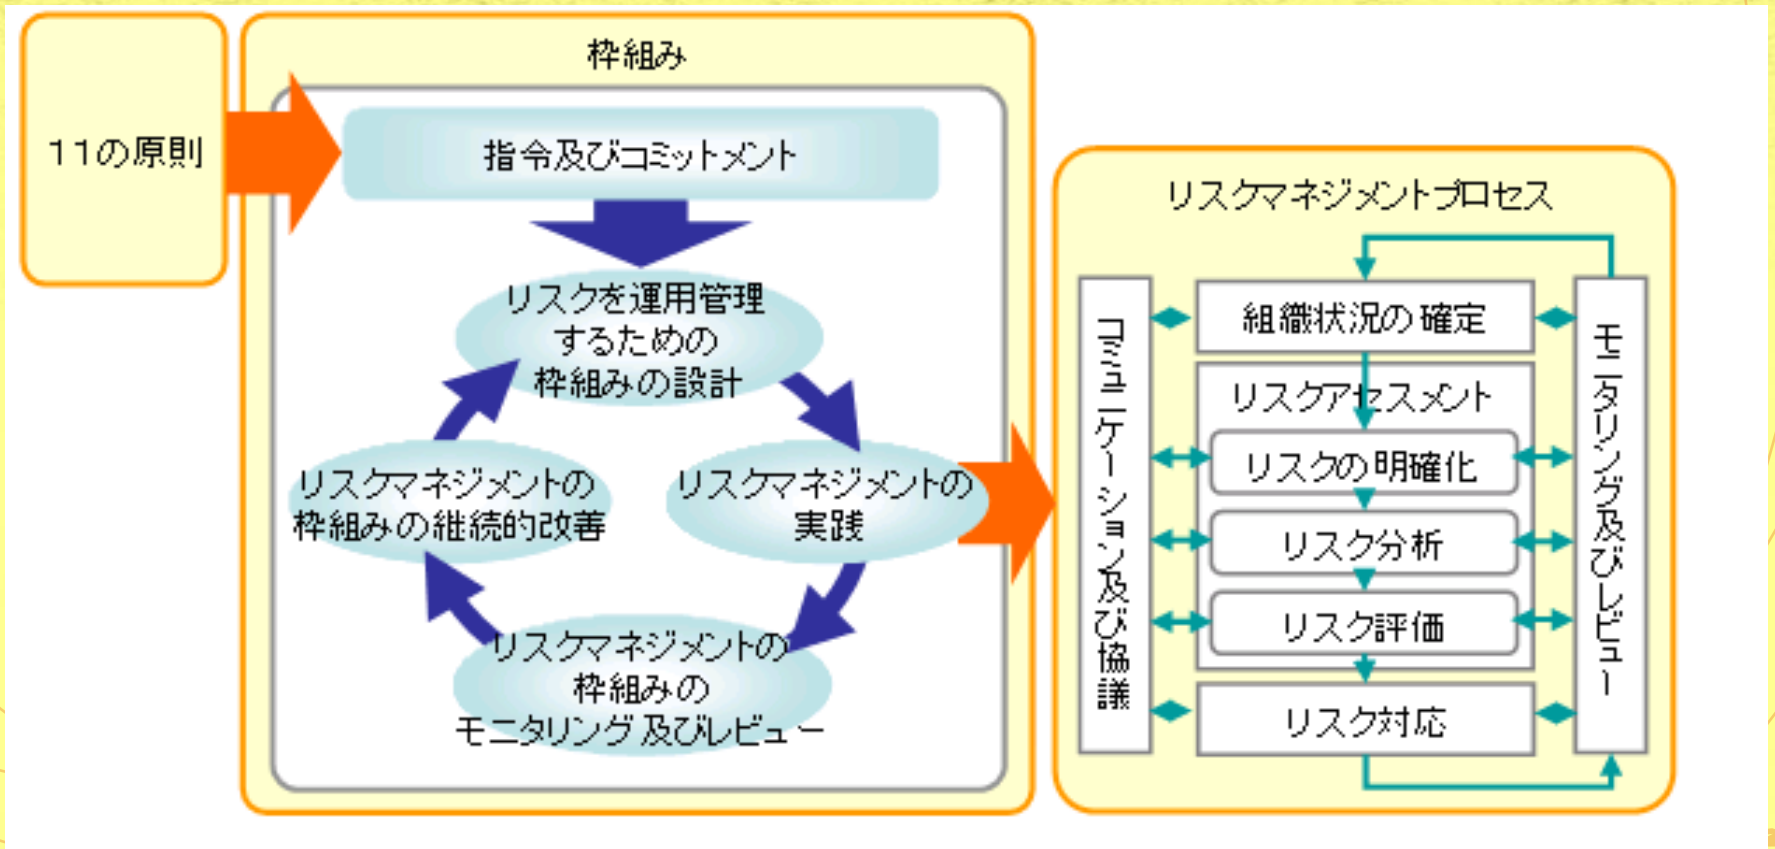 11の原則
枠組み
指令及びコミットメント
リスクを運用管理
するための
枠組みの設計
リスクマネジメントの
実践
リスクマネジメントの
枠組みの
モニタリング及びレビュー
リスクマネジメントの
枠組みの継続的改善
リスクマネジメントプロセス
コミュニケーション及び協議
組織状況の確定
リスクアセスメント
リスクの明確化
リスク分析
リスク評価
リスク対応
モニタリング及びレビュー